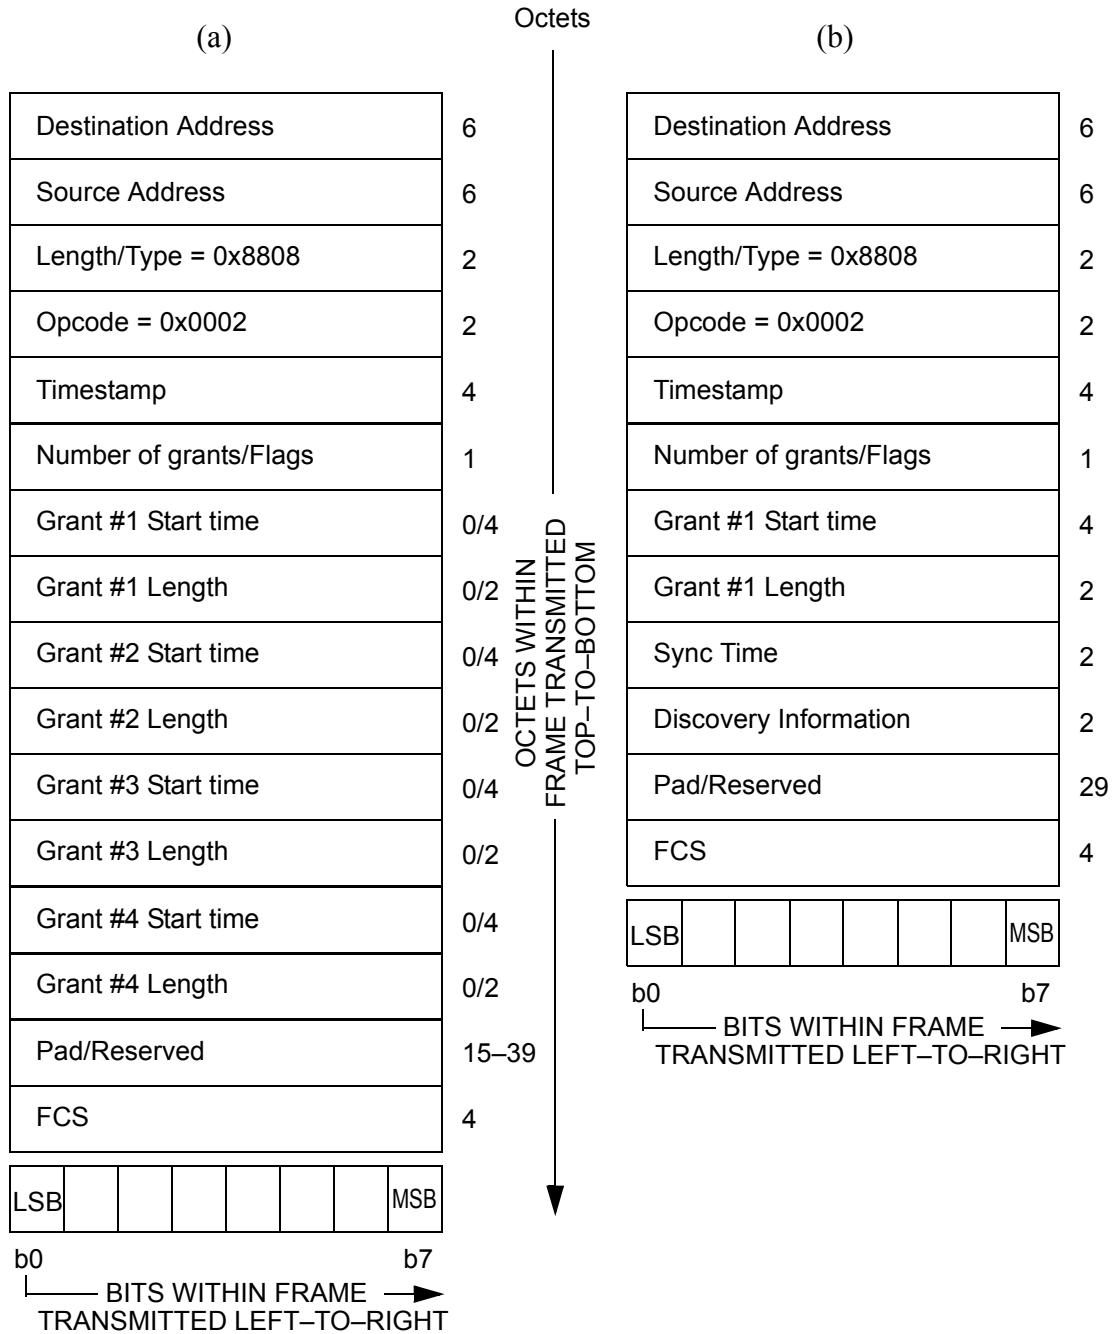 Octets
(a)
Destination Address 6
Source Address 6
Length/Type = 0x8808 2
Opcode = 0x0002 2
Timestamp 4
Number of grants/Flags 1
Grant #1 Start time 0/4
Grant #1 Length 0/2
Grant #2 Start time 0/4
Grant #2 Length 0/2
Grant #3 Start time 0/4
Grant #3 Length 0/2
Grant #4 Start time 0/4
Grant #4 Length 0/2
Pad/Reserved 15–39
FCS 4
LSB MSB
b0 b7
BITS WITHIN FRAME
TRANSMITTED LEFT–TO–RIGHT
OCTETS WITHIN
FRAME TRANSMITTED
TOP–TO–BOTTOM
(b)
Destination Address 6
Source Address 6
Length/Type = 0x8808 2
Opcode = 0x0002 2
Timestamp 4
Number of grants/Flags 1
Grant #1 Start time 4
Grant #1 Length 2
Sync Time 2
Discovery Information 2
Pad/Reserved 29
FCS 4
LSB MSB
b0 b7
BITS WITHIN FRAME
TRANSMITTED LEFT–TO–RIGHT